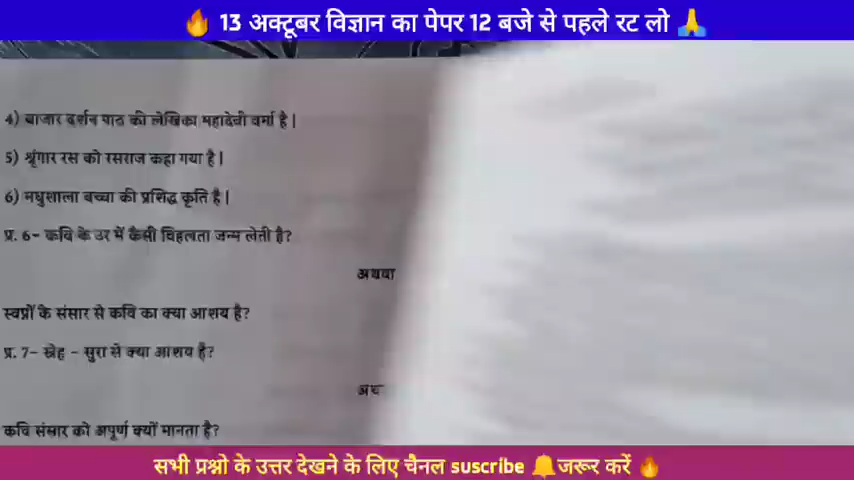 🔥 13 अक्टूबर विज्ञान का पेपर 12 बजे से पहले रट लो 🙏
4) बाजार दर्शन पाठ की लेखिका महादेवी वर्मा है |
5) श्रृंगार रस को रसराज कहा गया है |
6) मधुशाला बच्चा की प्रशिद्ध कृति है |
प्र. 6- कवि के उर में कैसी विहलता जन्म लेती है?
अथवा
स्वप्नों के संसार से कवि का क्या आशय है?
प्र. 7- स्नेह - सुरा से क्या आशय है?
अथ
कवि संसार को अपूर्ण क्यों मानता है?
सभी प्रश्नो के उत्तर देखने के लिए चैनल suscribe 🔔जरूर करें 🔥